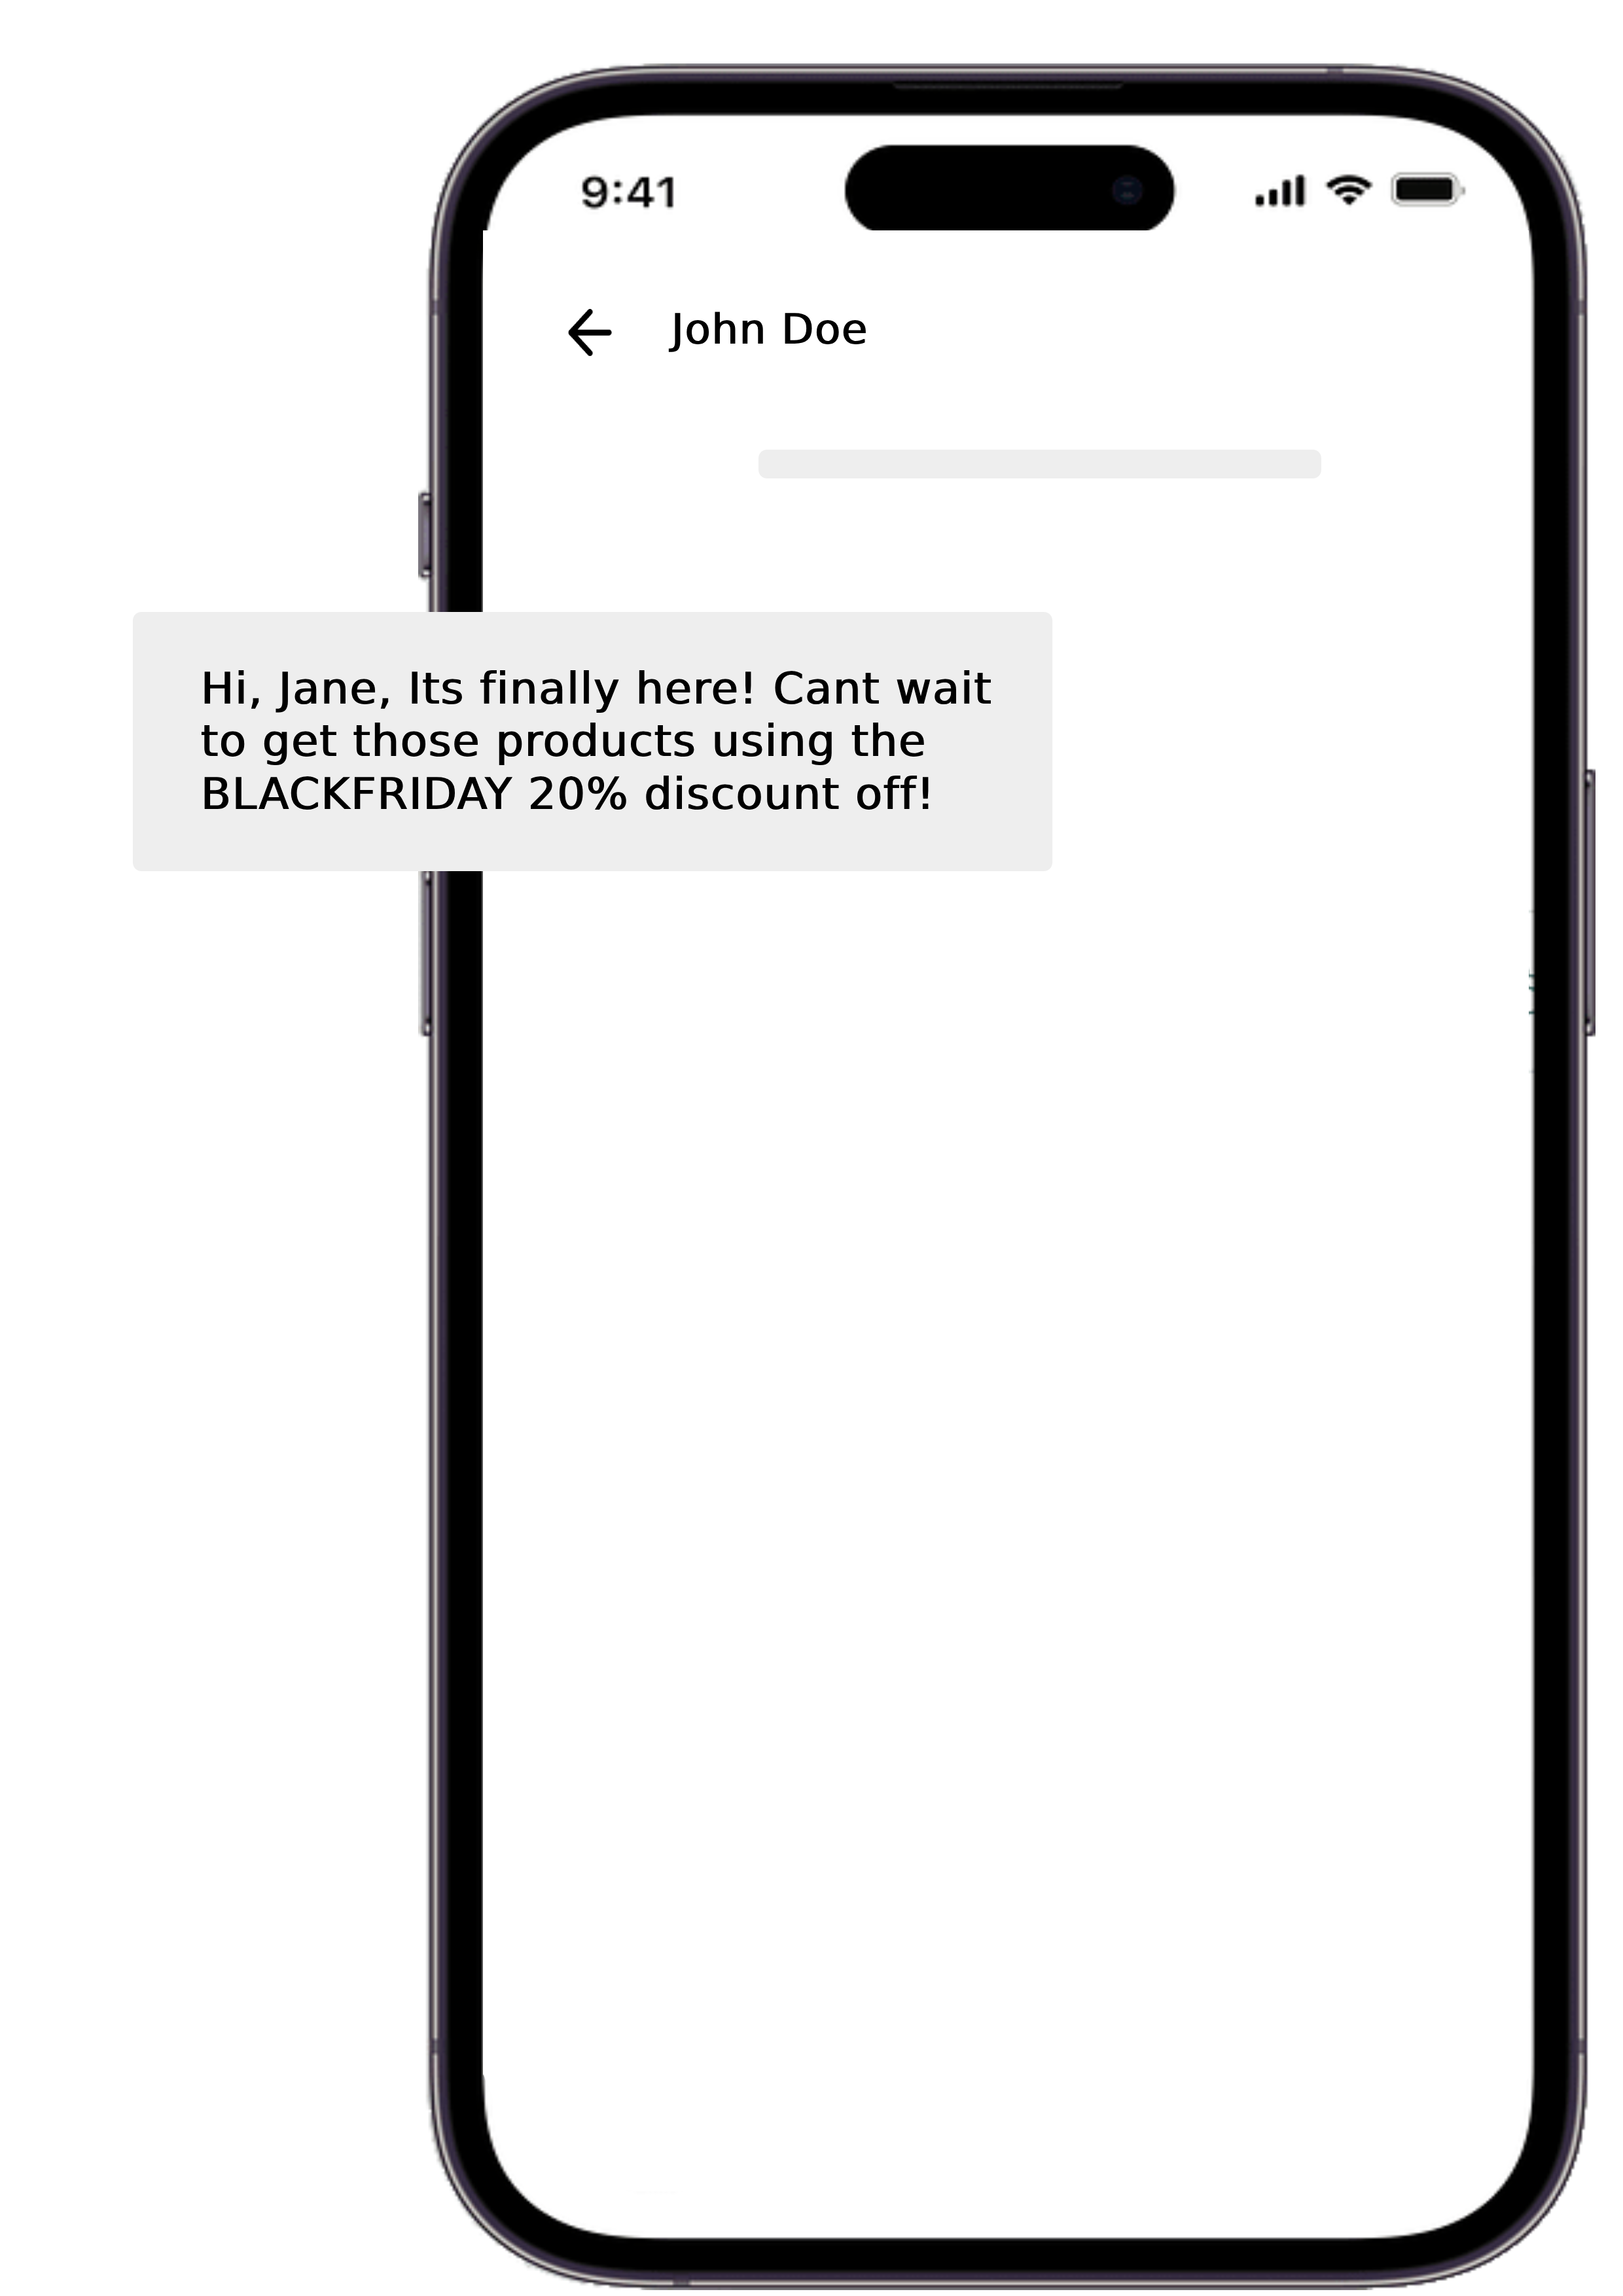 9:41
John Doe
Hi, Jane, Its finally here! Cant wait
to get those products using the
BLACKFRIDAY 20% discount off!